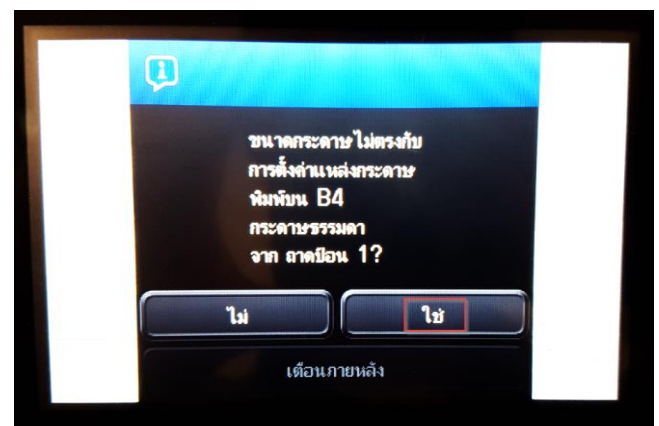 ขนาดกระดาษไม่ตรงกับ
การตั้งค่าแหล่งกระดาษ
พิมพ์บน B4
กระดาษธรรมดา
จาก ถาดป้อน 1?
ไม่
ใช่
เตือนภายหลัง